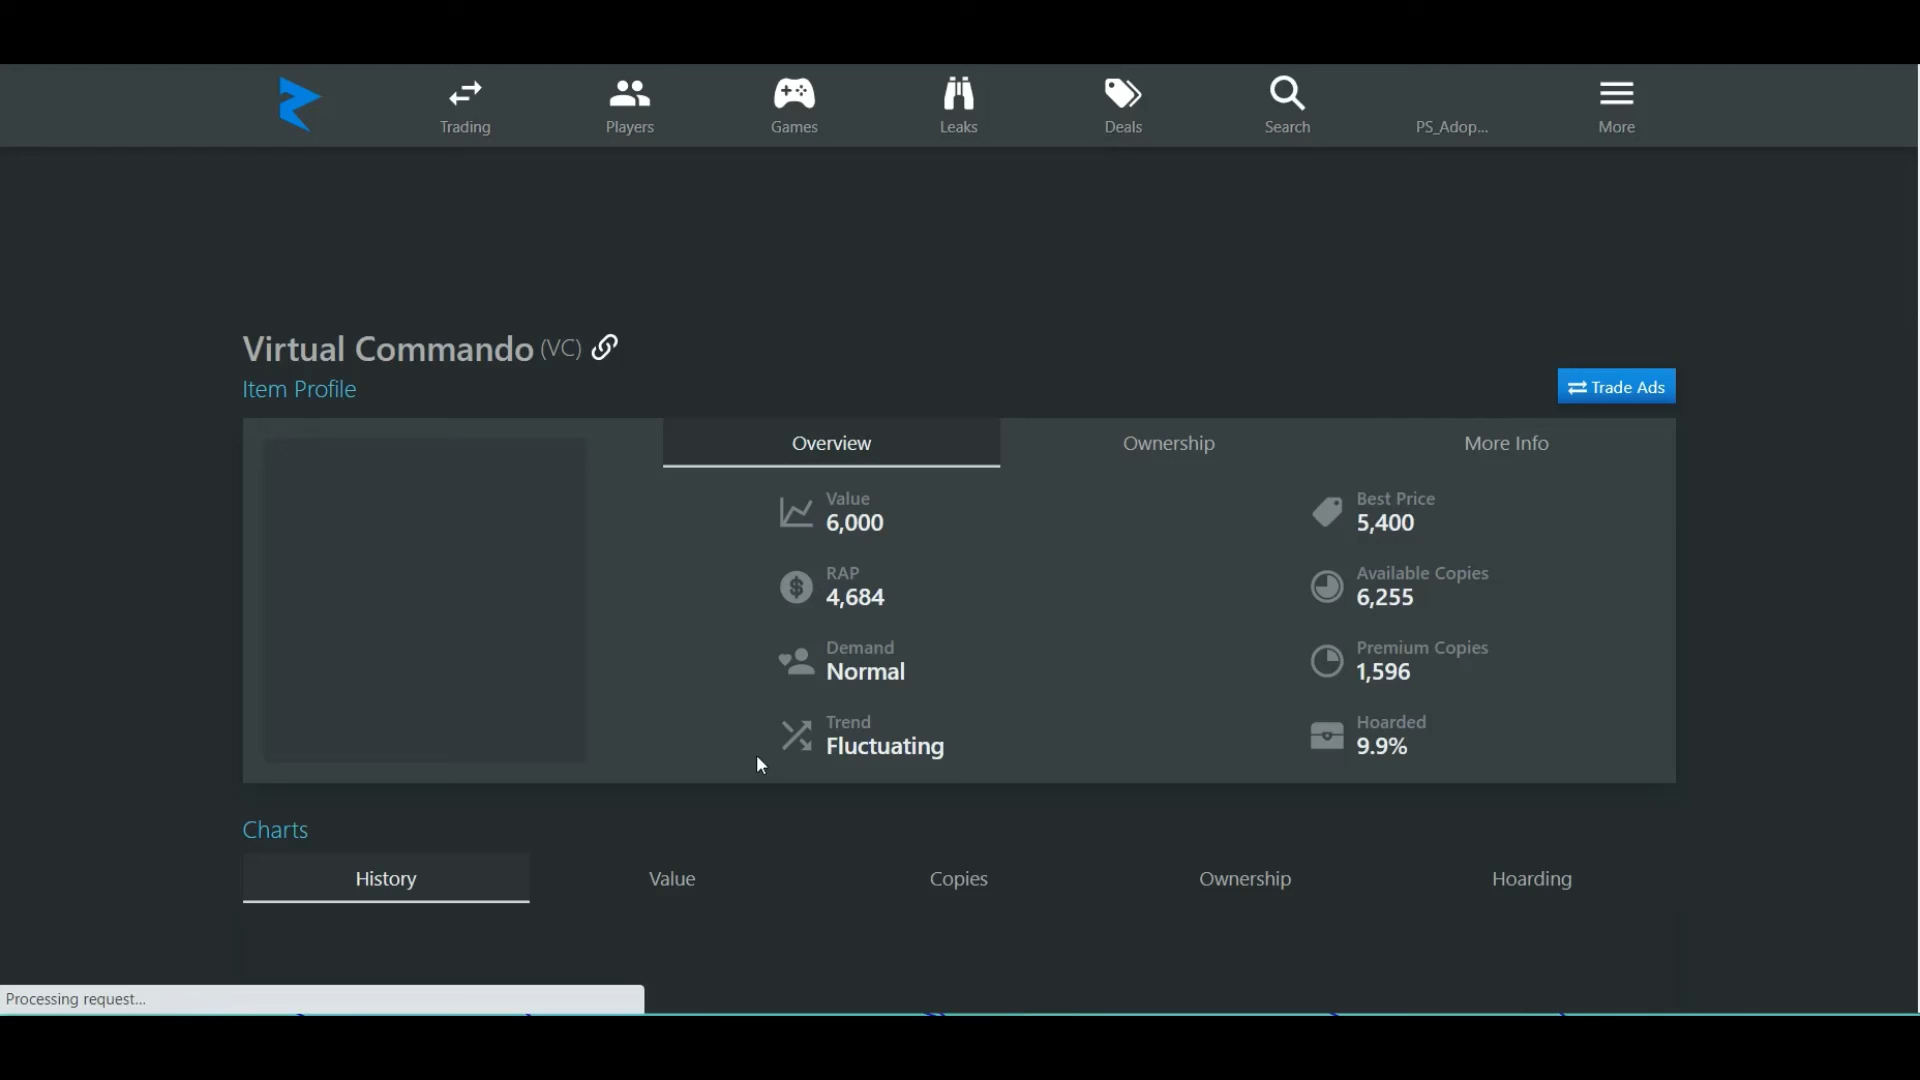 Trading
Players
Games
Leaks
Deals
Search
PS_Adop...
More
Virtual Commando (VC)
Item Profile
Trade Ads
Overview
Ownership
More Info
Value
6,000
Best Price
5,400
RAP
4,684
Available Copies
6,255
Demand
Normal
Premium Copies
1,596
Trend
Fluctuating
Hoarded
9.9%
Charts
History
Value
Copies
Ownership
Hoarding
Processing request...